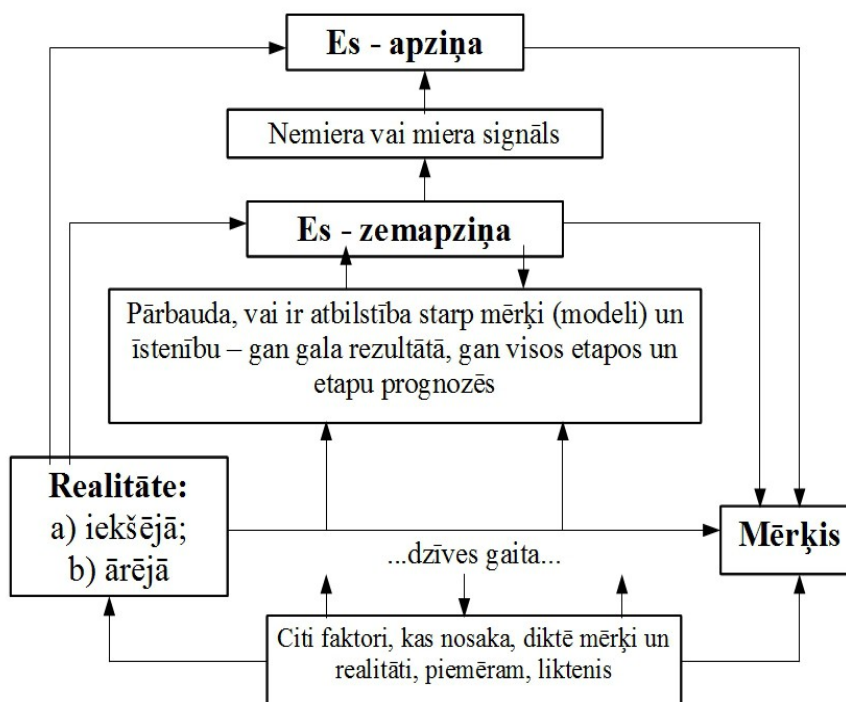 Es - apziņa
Nemiera vai miera signāls
Es - zemapziņa
Pārbauda, vai ir atbilstība starp mērķi (modeli) un
īstenību – gan gala rezultātā, gan visos etapos un
etapu prognozēs
Realitāte:
a) iekšējā;
b) ārējā
Mērķis
...dzīves gaita...
Citi faktori, kas nosaka, diktē mērķi un
realitāti, piemēram, liktenis